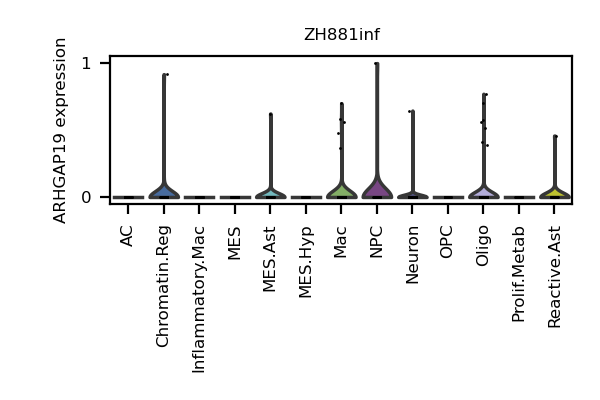 ZH881inf
ARHGAP19 expression
1
0
AC
Chromatin.Reg
Inflammatory.Mac
MES
MES.Ast
MES.Hyp
Mac
NPC
Neuron
OPC
Oligo
Prolif.Metab
Reactive.Ast